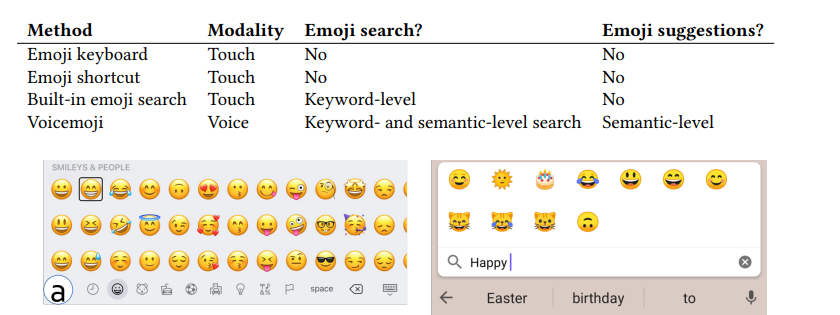 Method Modality Emoji search? Emoji suggestions?
Emoji keyboard Touch No No
Emoji shortcut Touch No No
Built-in emoji search Touch Keyword-level No
Voicemoji Voice Keyword- and semantic-level search Semantic-level
SMILEYS & PEOPLE
a space
Happy
Easter birthday to